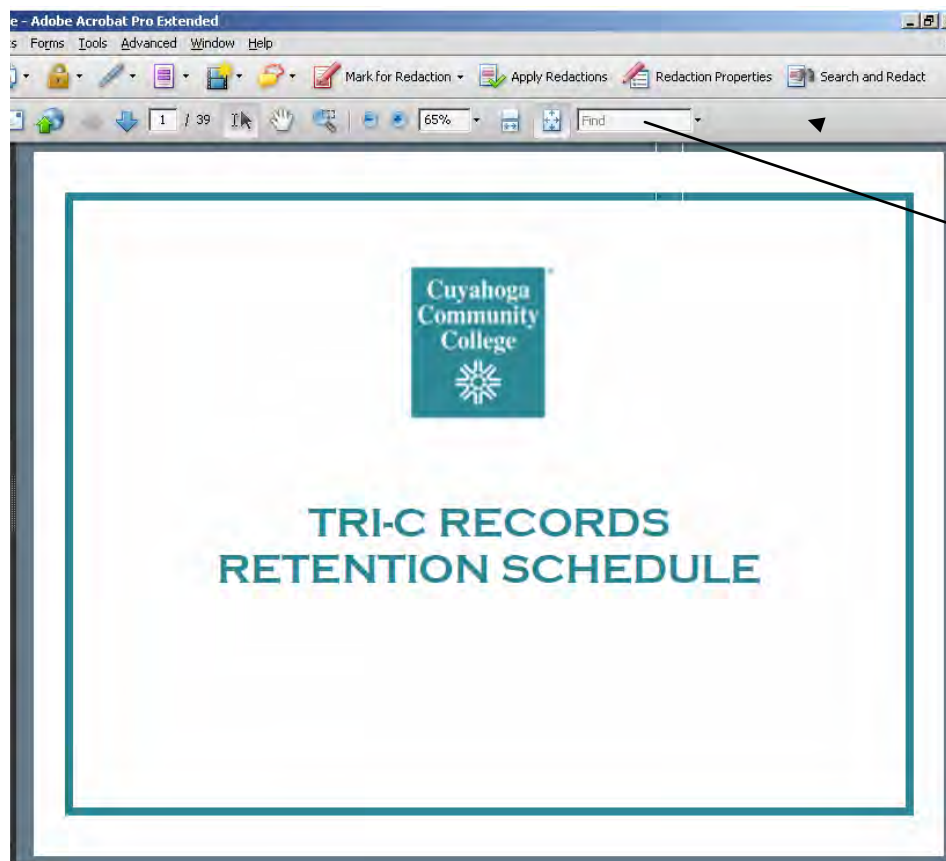 e - Adobe Acrobat Pro Extended
s Forms Tools Advanced Window Help
Mark for Redaction Apply Redactions Redaction Properties Search and Redact
1 / 39 65% Find
Cuyahoga
Community
College
TRI-C RECORDS
RETENTION SCHEDULE